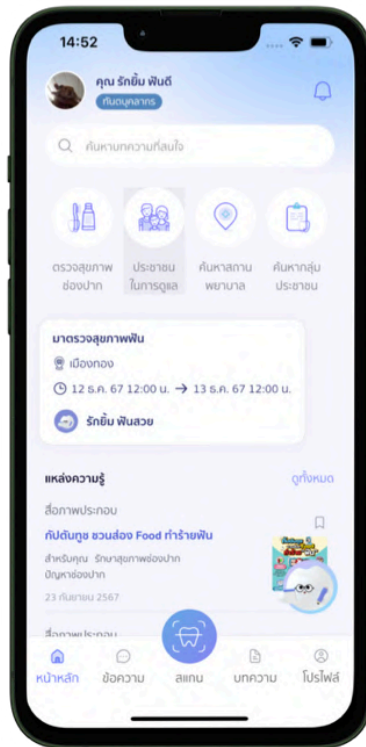 14:52
คุณ รักยิ้ม ฟันดี
ทันตบุคลากร
ค้นหาบทความที่สนใจ
ตรวจสุขภาพ
ช่องปาก
ประชาชน
ในการดูแล
ค้นหาสถาน
พยาบาล
ค้นหากลุ่ม
ประชาชน
มาตรวจสุขภาพฟัน
เมืองทอง
12 ธ.ค. 67 12:00 น. → 13 ธ.ค. 67 12:00 น.
รักยิ้ม ฟันสวย
แหล่งความรู้
ดูทั้งหมด
สื่อภาพประกอบ
กัปตันทูช ชวนส่อง Food ทำร้ายฟัน
สำหรับคุณ รักษาสุขภาพช่องปาก
ปัญหาช่องปาก
23 กันยายน 2567
สื่อภาพประกอบ
หน้าหลัก
ข้อความ
สแกน
บทความ
โปรไฟล์